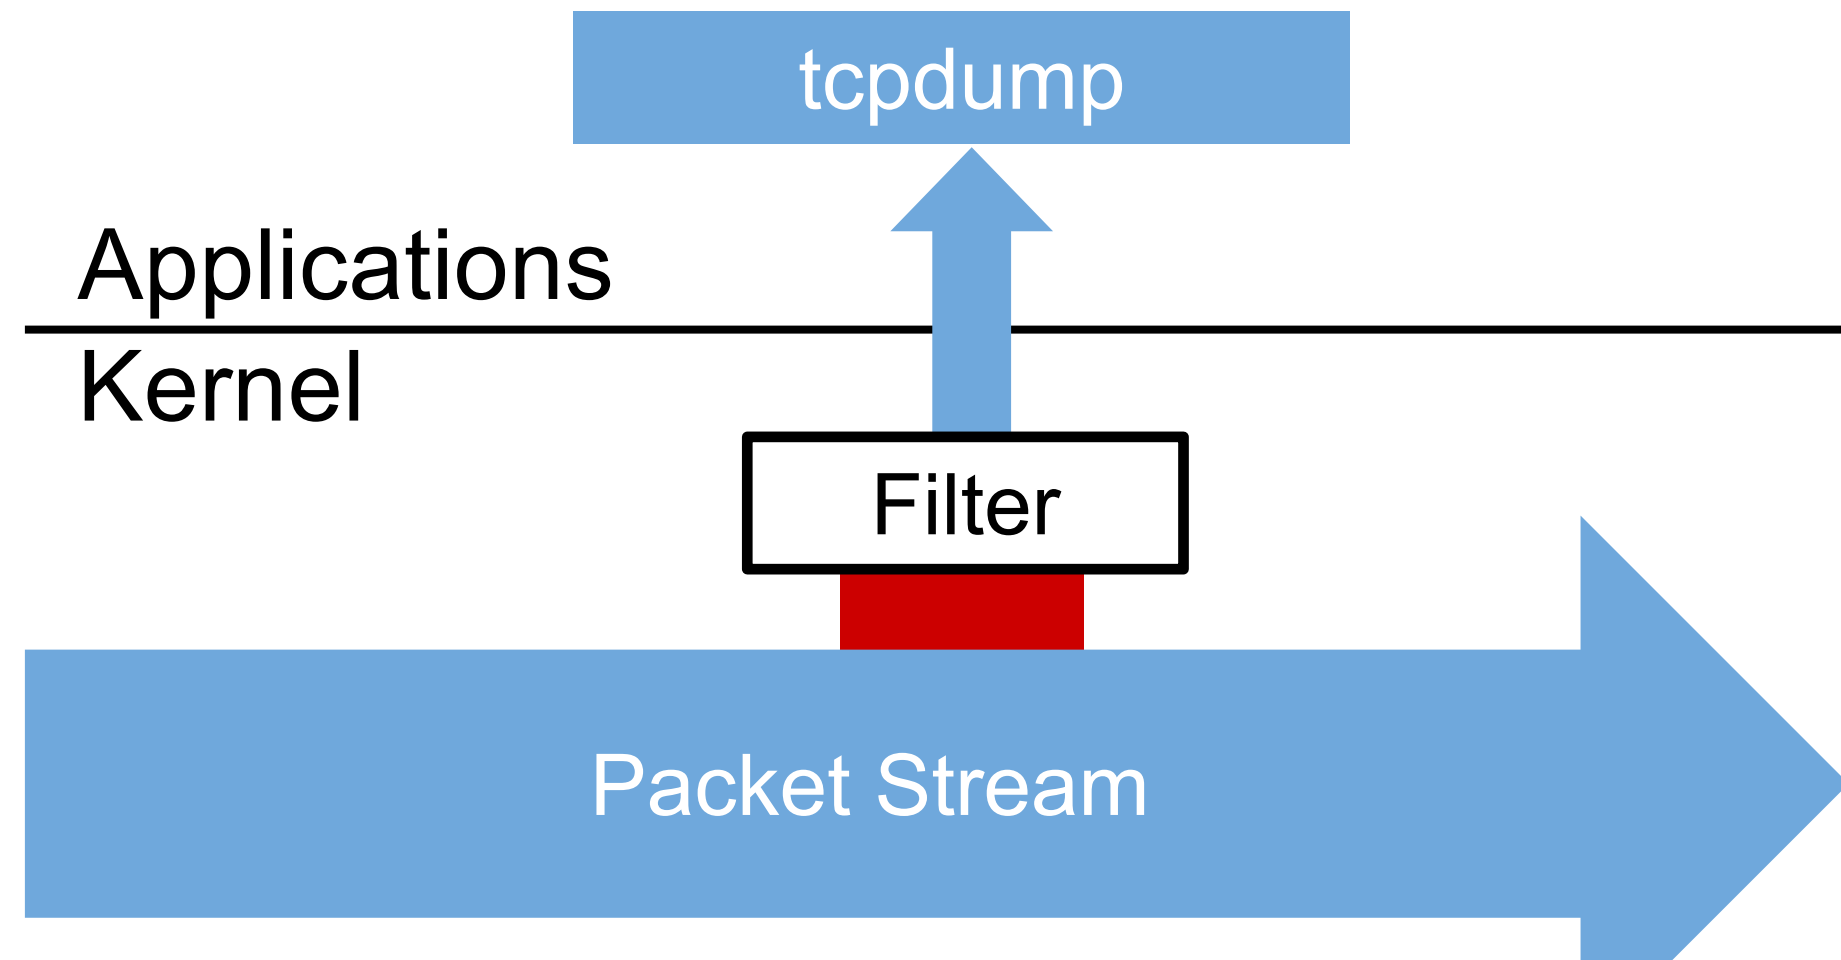 tcpdump
Applications
Kernel
Filter
Packet Stream